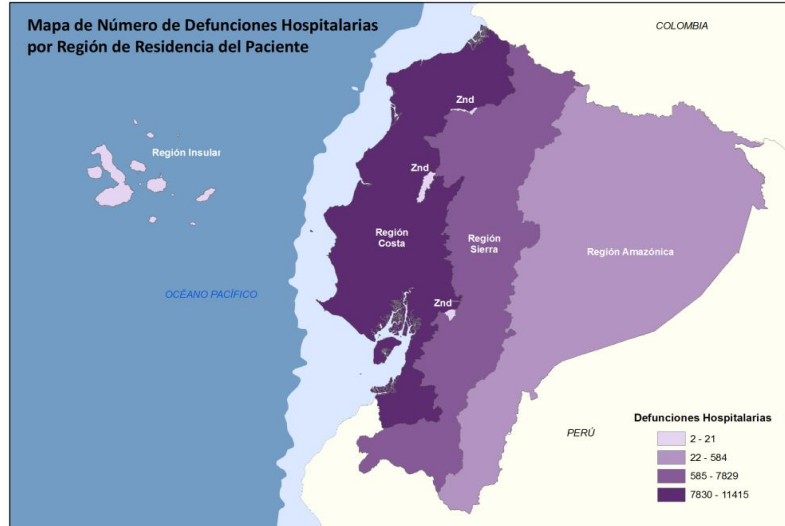 Mapa de Número de Defunciones Hospitalarias
por Región de Residencia del Paciente
COLOMBIA
Znd
Región Insular
Znd
Región
Costa
Región
Sierra
Región Amazónica
OCÉANO PACÍFICO
Znd
PERÚ
Defunciones Hospitalarias
2 - 21
22 - 584
585 - 7829
7830 - 11415